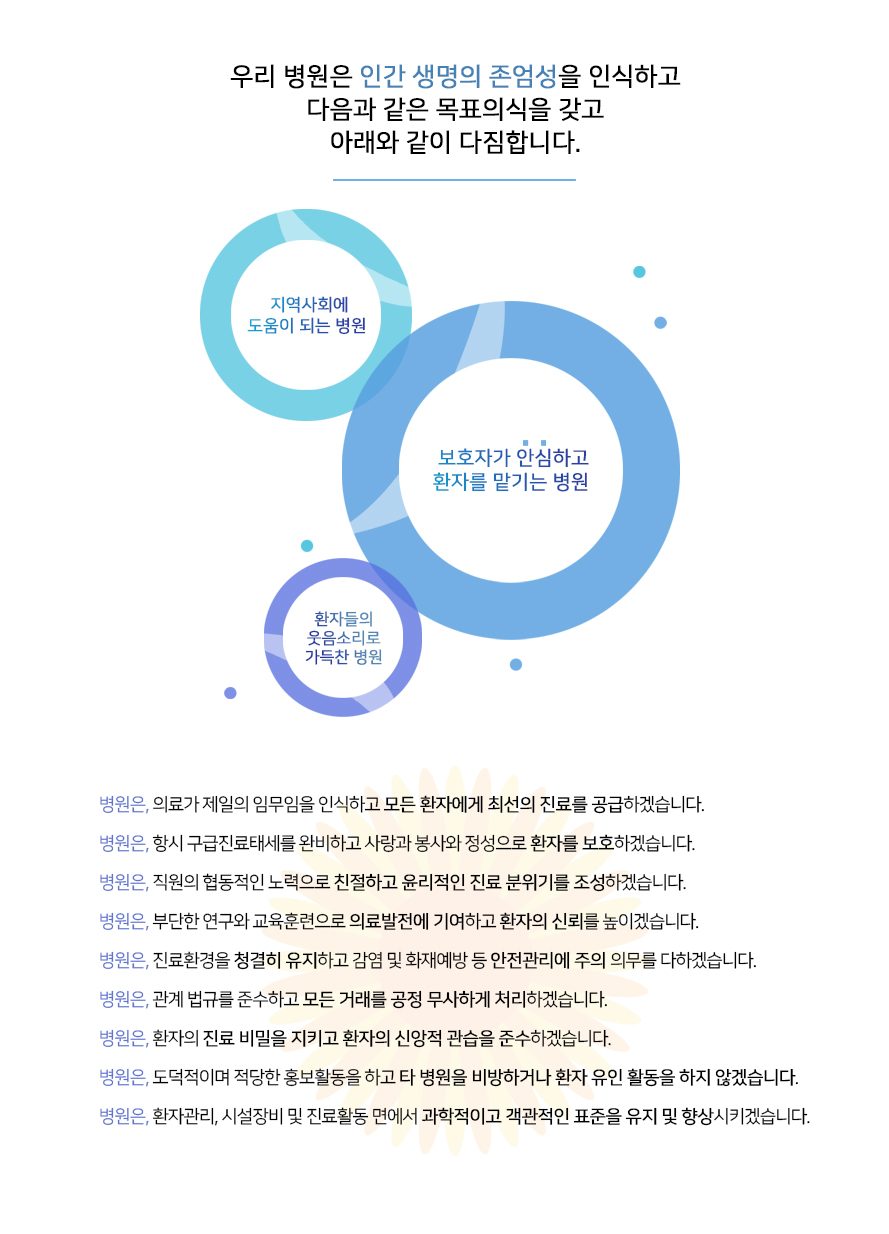 우리 병원은 인간 생명의 존엄성을 인식하고
다음과 같은 목표의식을 갖고
아래와 같이 다짐합니다.
지역사회에
도움이 되는 병원
보호자가 안심하고
환자를 맡기는 병원
환자들의
웃음소리로
가득찬 병원
병원은, 의료가 제일의 임무임을 인식하고 모든 환자에게 최선의 진료를 공급하겠습니다.
병원은, 항시 구급진료태세를 완비하고 사랑과 봉사와 정성으로 환자를 보호하겠습니다.
병원은, 직원의 협동적인 노력으로 친절하고 윤리적인 진료 분위기를 조성하겠습니다.
병원은, 부단한 연구와 교육훈련으로 의료발전에 기여하고 환자의 신뢰를 높이겠습니다.
병원은, 진료환경을 청결히 유지하고 감염 및 화재예방 등 안전관리에 주의 의무를 다하겠습니다.
병원은, 관계 법규를 준수하고 모든 거래를 공정 무사하게 처리하겠습니다.
병원은, 환자의 진료 비밀을 지키고 환자의 신앙적 관습을 준수하겠습니다.
병원은, 도덕적이며 적당한 홍보활동을 하고 타 병원을 비방하거나 환자 유인 활동을 하지 않겠습니다.
병원은, 환자관리, 시설장비 및 진료활동 면에서 과학적이고 객관적인 표준을 유지 및 향상시키겠습니다.